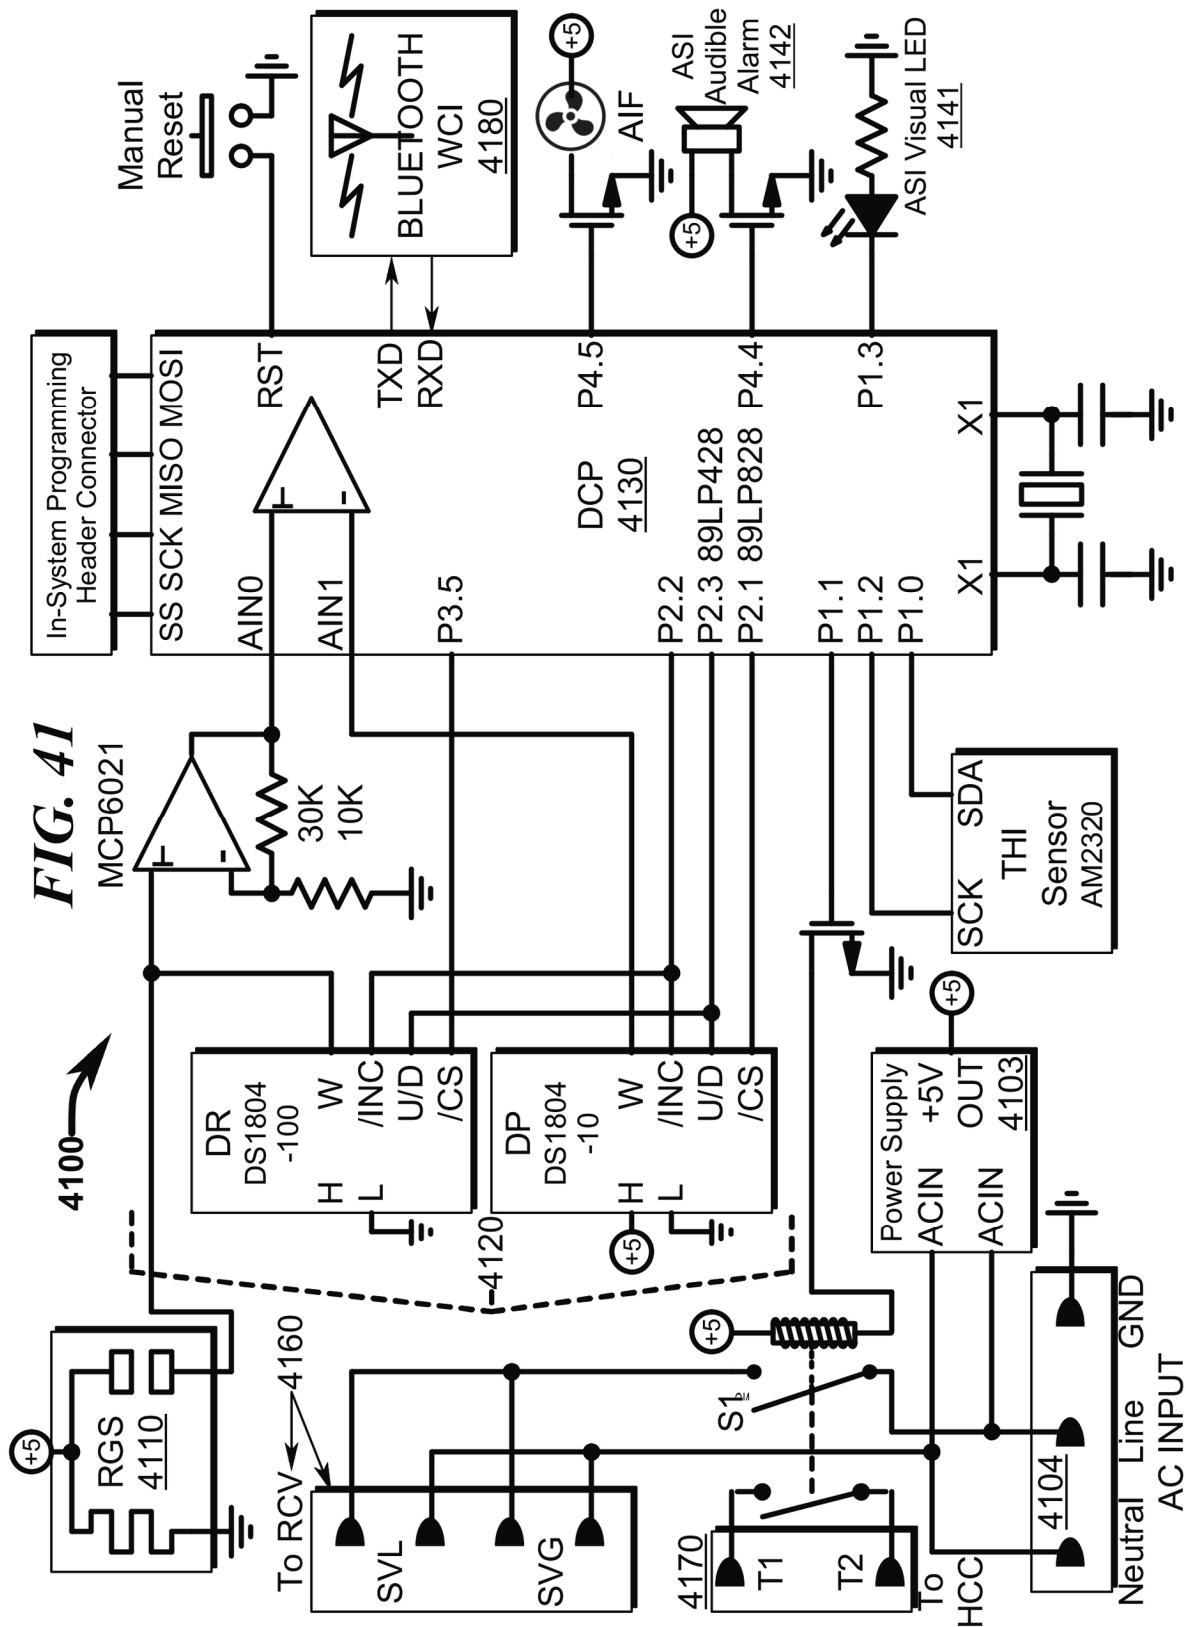 FIG. 41
4100
In-System Programming
Header Connector
SS SCK MISO MOSI
Manual
Reset
RST
BLUETOOTH
WCI
4180
TXD
RXD
+5
AIF
P4.5
ASI
Audible
Alarm
4142
+5
P4.4
ASI Visual LED
4141
P1.3
X1
X1
DCP
4130
89LP428
89LP828
AIN0
AIN1
P3.5
P2.2
P2.3
P2.1
P1.1
P1.2
P1.0
MCP6021
30K
10K
+5
RGS
4110
DR
DS1804
-100
H
L
W
/INC
U/D
/CS
DP
DS1804
-10
H
L
W
/INC
U/D
/CS
+5
4120
THI
Sensor
AM2320
SCK
SDA
Power Supply
ACIN
+5V
OUT
ACIN
4103
+5
+5
S1
To RCV
4160
SVL
SVG
4170
T1
T2
To
HCC
4104
Neutral
Line
GND
AC INPUT